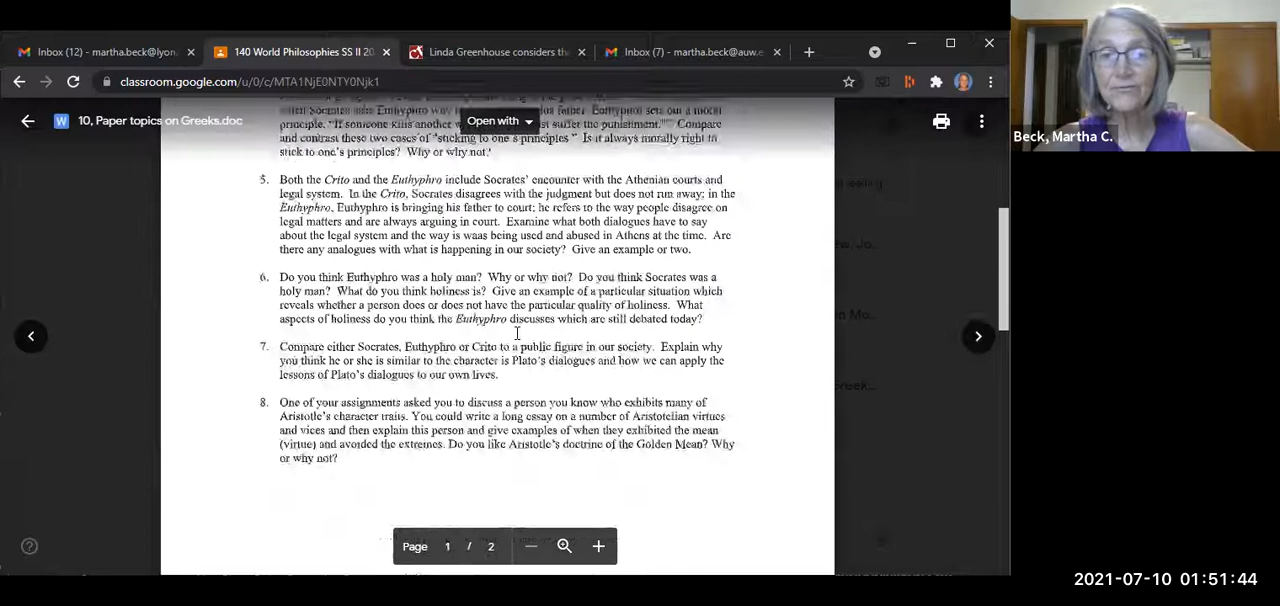 Inbox (12) - martha.beck@lyon.
140 World Philosophies SS II 20
Linda Greenhouse considers the
Inbox (7) - martha.beck@auw.e
classroom.google.com/u/0/c/MTA1NjE0NTY0Njk1
10, Paper topics on Greeks.doc
Open with
Beck, Martha C.
principle, "If someone kills another suffer the punishment." Compare
and contrast these two cases of "sticking to one's principles" Is it always morally right to
stick to one's principles? Why or why not?
5. Both the Crito and the Euthyphro include Socrates' encounter with the Athenian courts and
legal system. In the Crito, Socrates disagrees with the judgment but does not run away; in the
Euthyphro, Euthyphro is bringing his father to court; he refers to the way people disagree on
legal matters and are always arguing in court. Examine what both dialogues have to say
about the legal system and the way is waas being used and abused in Athens at the time. Are
there any analogues with what is happening in our society? Give an example or two.
6. Do you think Euthyphro was a holy man? Why or why not? Do you think Socrates was a
holy man? What do you think holiness is? Give an example of a particular situation which
reveals whether a person does or does not have the particular quality of holiness. What
aspects of holiness do you think the Euthyphro discusses which are still debated today?
7. Compare either Socrates, Euthyphro or Crito to a public figure in our society. Explain why
you think he or she is similar to the character is Plato's dialogues and how we can apply the
lessons of Plato's dialogues to our own lives.
8. One of your assignments asked you to discuss a person you know who exhibits many of
Aristotle's character traits. You could write a long essay on a number of Aristotelian virtues
and vices and then explain this person and give examples of when they exhibited the mean
(virtue) and avoided the extremes. Do you like Aristotle's doctrine of the Golden Mean? Why
or why not?
Page 1 / 2
2021-07-10 01:51:44